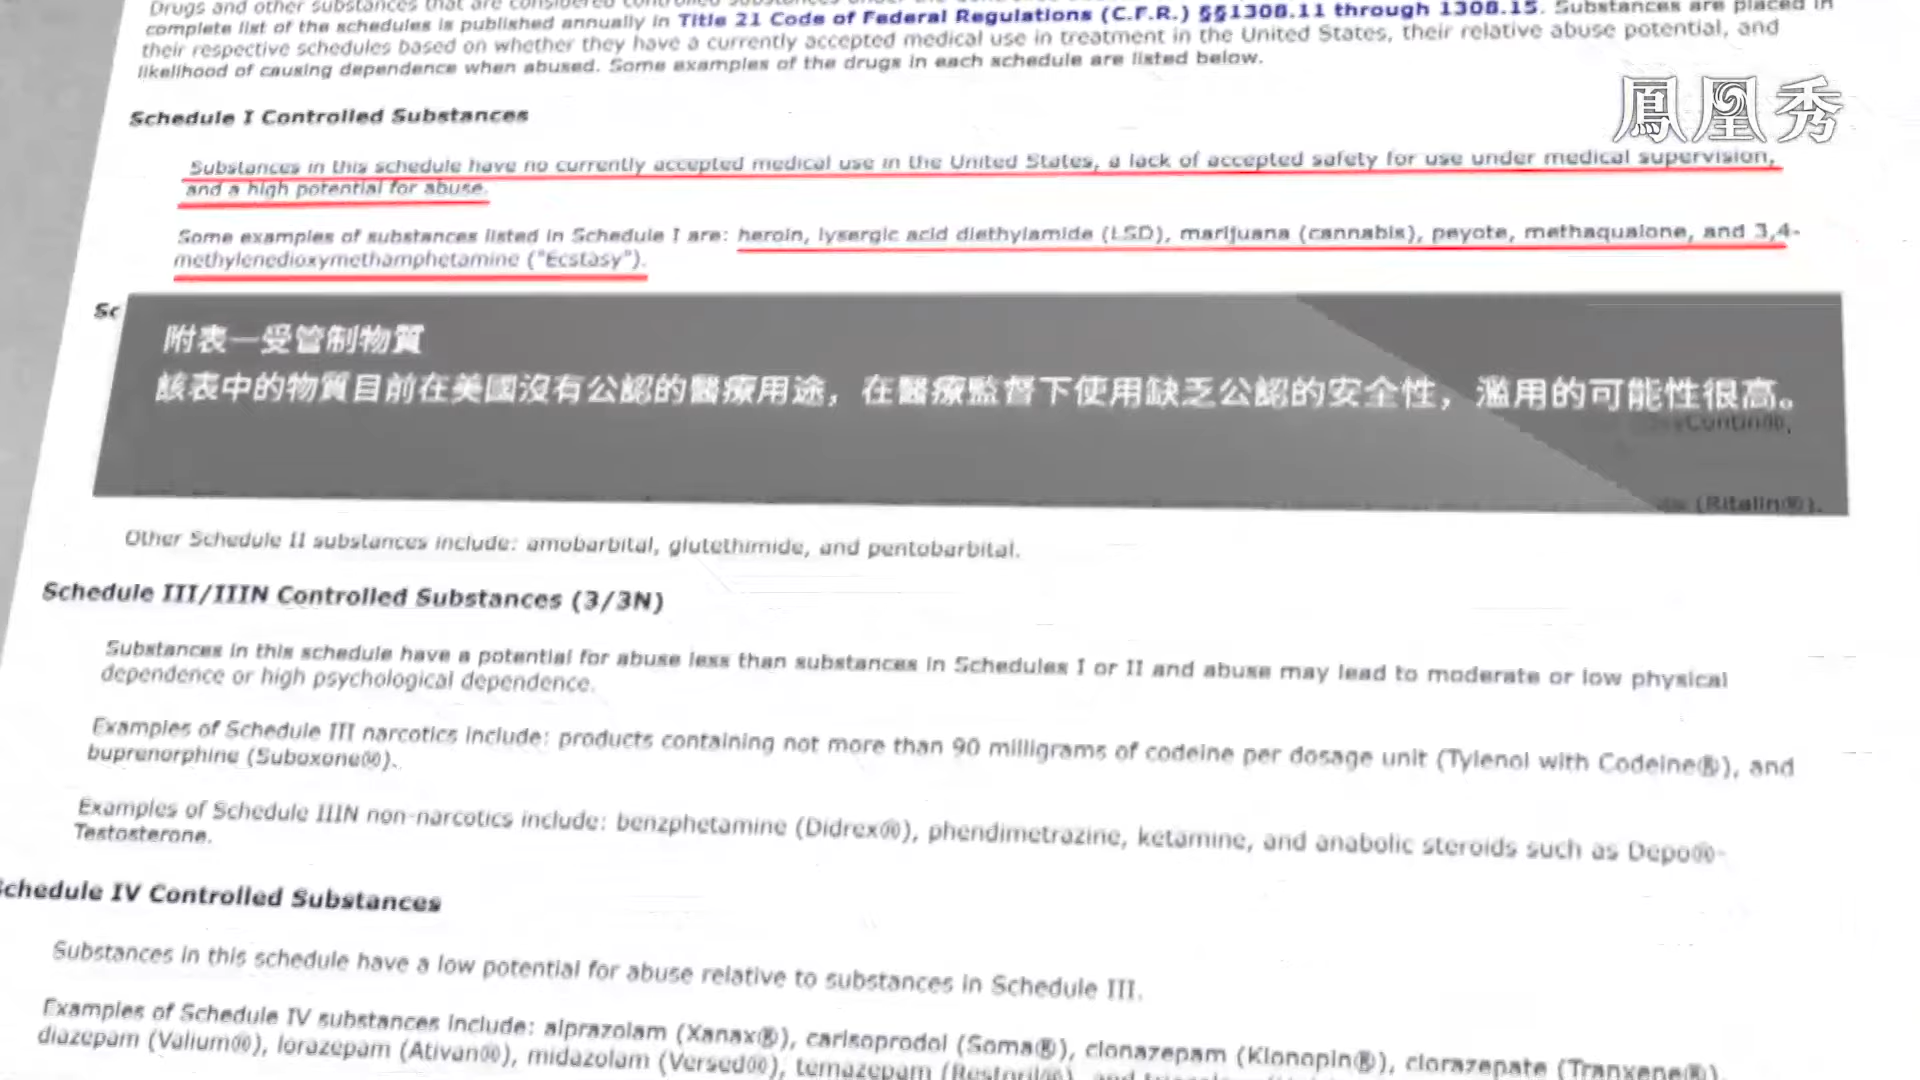 Drugs and other substances that are considered controlled substances under the
complete list of the schedules is published annually in Title 21 Code of Federal Regulations (C.F.R.) §§1308.11 through 1308.15. Substances are placed in
their respective schedules based on whether they have a currently accepted medical use in treatment in the United States, their relative abuse potential, and
likelihood of causing dependence when abused. Some examples of the drugs in each schedule are listed below.
鳳凰秀
Schedule I Controlled Substances
Substances in this schedule have no currently accepted medical use in the United States, a lack of accepted safety for use under medical supervision,
and a high potential for abuse.
Some examples of substances listed in Schedule I are: heroin, lysergic acid diethylamide (LSD), marijuana (cannabis), peyote, methaqualone, and 3,4-
methylenedioxymethamphetamine ("Ecstasy").
Sc
附表一受管制物質
該表中的物質目前在美國沒有公認的醫療用途，在醫療監督下使用缺乏公認的安全性，濫用的可能性很高。
(Ritalin®).
Other Schedule II substances include: amobarbital, glutethimide, and pentobarbital.
Schedule III/IIIN Controlled Substances (3/3N)
Substances in this schedule have a potential for abuse less than substances in Schedules I or II and abuse may lead to moderate or low physical
dependence or high psychological dependence.
Examples of Schedule III narcotics include: products containing not more than 90 milligrams of codeine per dosage unit (Tylenol with Codeine®), and
buprenorphine (Suboxone®).
Examples of Schedule IIIN non-narcotics include: benzphetamine (Didrex®), phendimetrazine, ketamine, and anabolic steroids such as Depo®-
Testosterone.
Schedule IV Controlled Substances
Substances in this schedule have a low potential for abuse relative to substances in Schedule III.
Examples of Schedule IV substances include: alprazolam (Xanax®), carisoprodol (Soma®), clonazepam (Klonopin®), clorazepate (Tranxene®),
diazepam (Valium®), lorazepam (Ativan®), midazolam (Versed®), temazepam (Restoril®), and